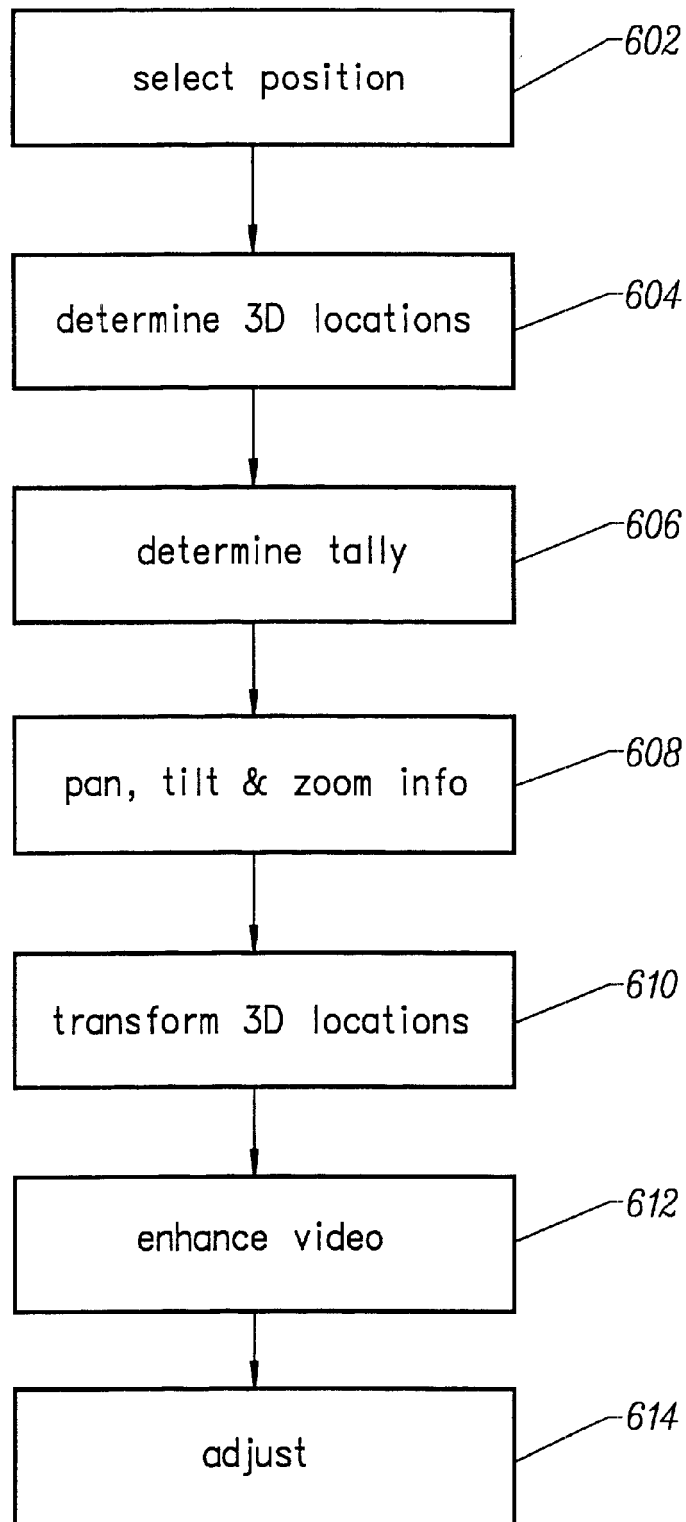 602
select position
604
determine 3D locations
606
determine tally
608
pan, tilt & zoom info
610
transform 3D locations
612
enhance video
614
adjust